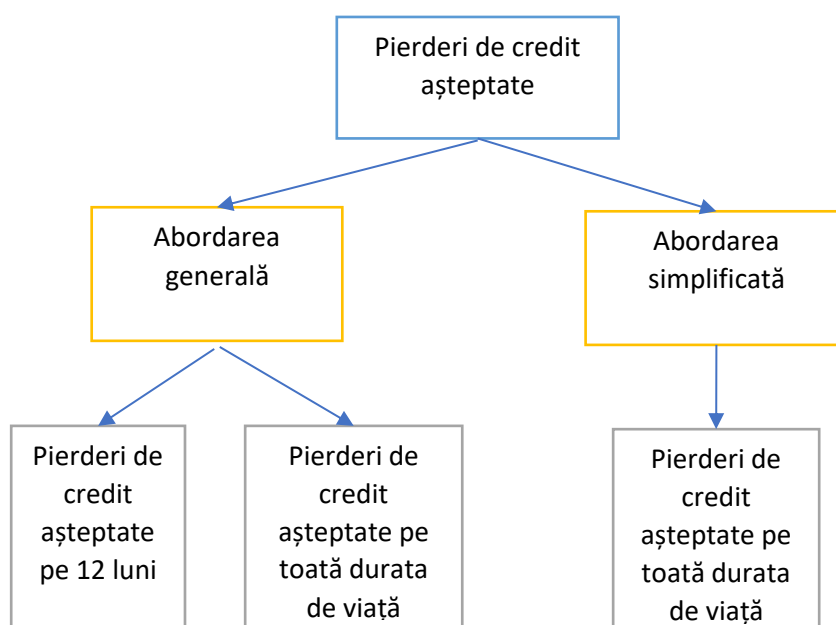 Pierderi de credit
așteptate
Abordarea
generală
Abordarea
simplificată
Pierderi de
credit
așteptate
pe 12 luni
Pierderi de
credit
așteptate pe
toată durata
de viață
Pierderi de
credit
așteptate pe
toată durata
de viață